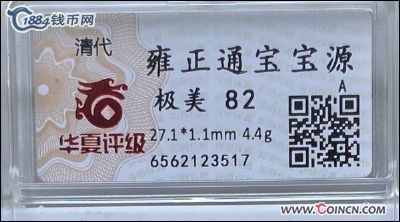 1884钱币网
清代
雍正通宝宝源
极美 82
A
华夏评级
27.1*1.1mm 4.4g
6562123517
www.COINCN.com